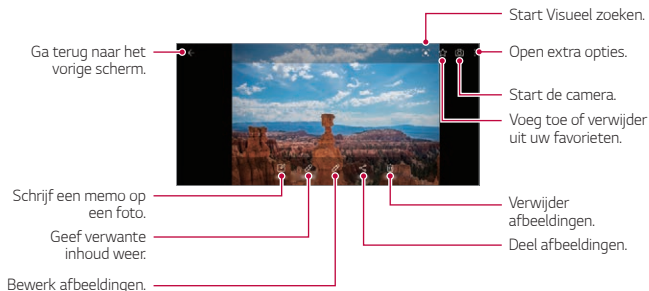 Start Visueel zoeken.
Ga terug naar het
vorige scherm.
Open extra opties.
Start de camera.
Voeg toe of verwijder
uit uw favorieten.
Schrijf een memo op
een foto.
Geef verwante
inhoud weer.
Bewerk afbeeldingen.
Verwijder
afbeeldingen.
Deel afbeeldingen.